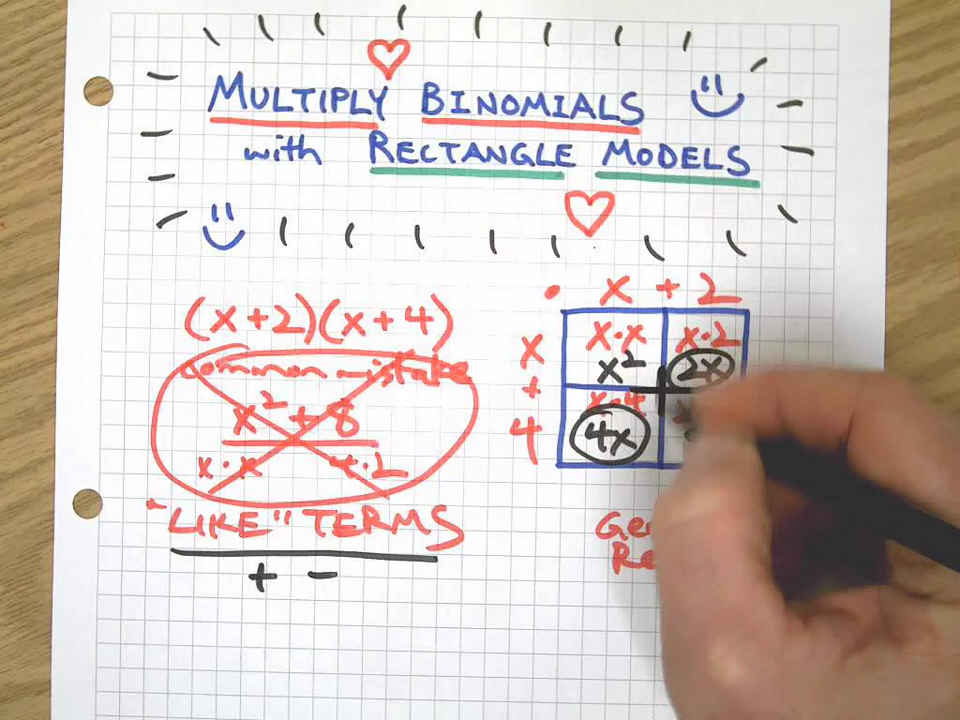 MULTIPLY BINOMIALS
with RECTANGLE MODELS
(x+2)(x+4)
common mistake
x² + 8
x·x 4·2
"LIKE" TERMS
+ −
• x + 2
x
+
4
x·x x·2
x² 2x
x·4
4x